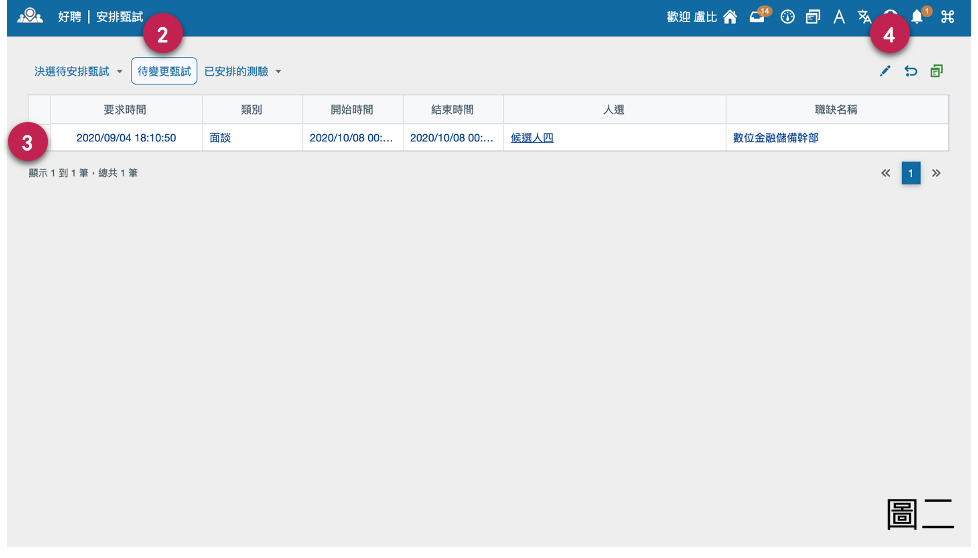 好聘 | 安排甄試
歡迎 盧比
14
1
2
4
決選待安排甄試
待變更甄試
已安排的測驗
要求時間 類別 開始時間 結束時間 人選 職缺名稱
3
2020/09/04 18:10:50 面談 2020/10/08 00:... 2020/10/08 00:... 候選人四 數位金融儲備幹部
顯示 1 到 1 筆，總共 1 筆
« 1 »
圖二